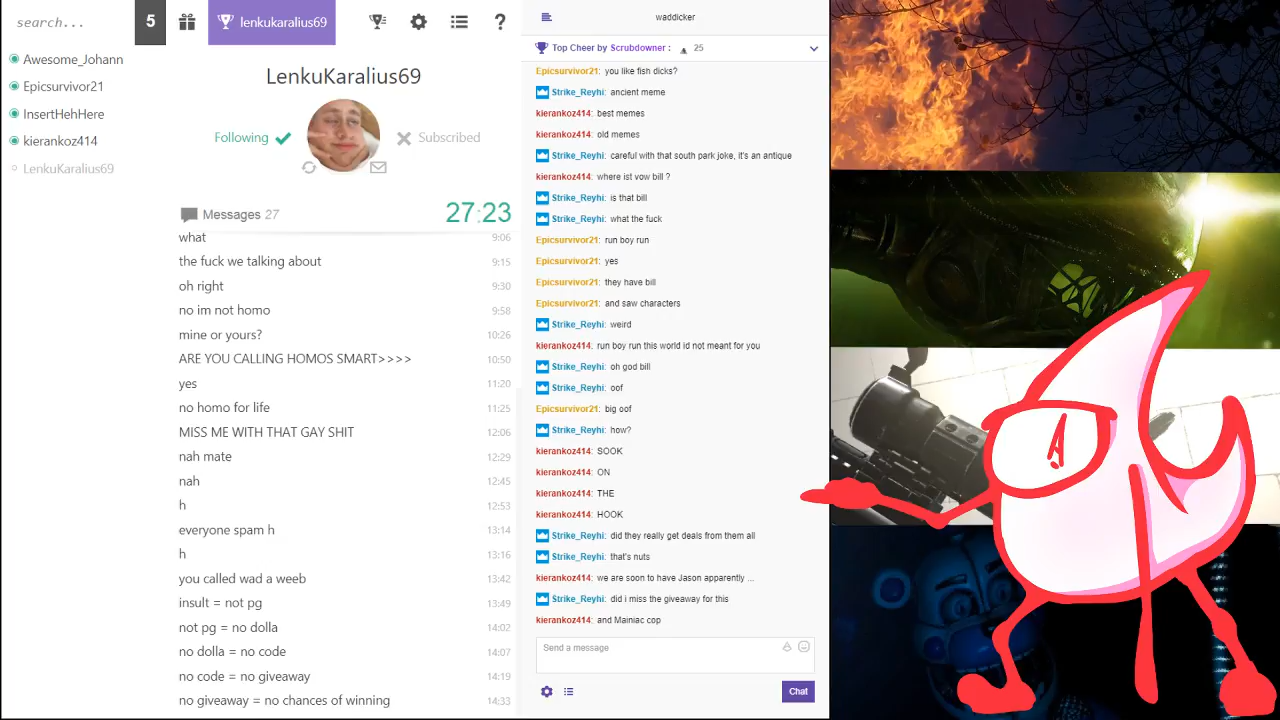 search...
5
lenkukaralius69
?
Awesome_Johann
Epicsurvivor21
InsertHehHere
kierankoz414
LenkuKaralius69
LenkuKaralius69
Following
Subscribed
Messages 27
27:23
what 9:06
the fuck we talking about 9:15
oh right 9:30
no im not homo 9:58
mine or yours? 10:26
ARE YOU CALLING HOMOS SMART>>>> 10:50
yes 11:20
no homo for life 11:25
MISS ME WITH THAT GAY SHIT 12:06
nah mate 12:29
nah 12:45
h 12:53
everyone spam h 13:14
h 13:16
you called wad a weeb 13:42
insult = not pg 13:49
not pg = no dolla 14:02
no dolla = no code 14:07
no code = no giveaway 14:19
no giveaway = no chances of winning 14:33
waddicker
Top Cheer by Scrubdowner : 25
Epicsurvivor21: you like fish dicks?
Strike_Reyhi: ancient meme
kierankoz414: best memes
kierankoz414: old memes
Strike_Reyhi: careful with that south park joke, it's an antique
kierankoz414: where ist vow bill ?
Strike_Reyhi: is that bill
Strike_Reyhi: what the fuck
Epicsurvivor21: run boy run
Epicsurvivor21: yes
Epicsurvivor21: they have bill
Epicsurvivor21: and saw characters
Strike_Reyhi: weird
kierankoz414: run boy run this world id not meant for you
Strike_Reyhi: oh god bill
Strike_Reyhi: oof
Epicsurvivor21: big oof
Strike_Reyhi: how?
kierankoz414: SOOK
kierankoz414: ON
kierankoz414: THE
kierankoz414: HOOK
Strike_Reyhi: did they really get deals from them all
Strike_Reyhi: that's nuts
kierankoz414: we are soon to have Jason apparently ...
Strike_Reyhi: did i miss the giveaway for this
kierankoz414: and Mainiac cop
Send a message
Chat